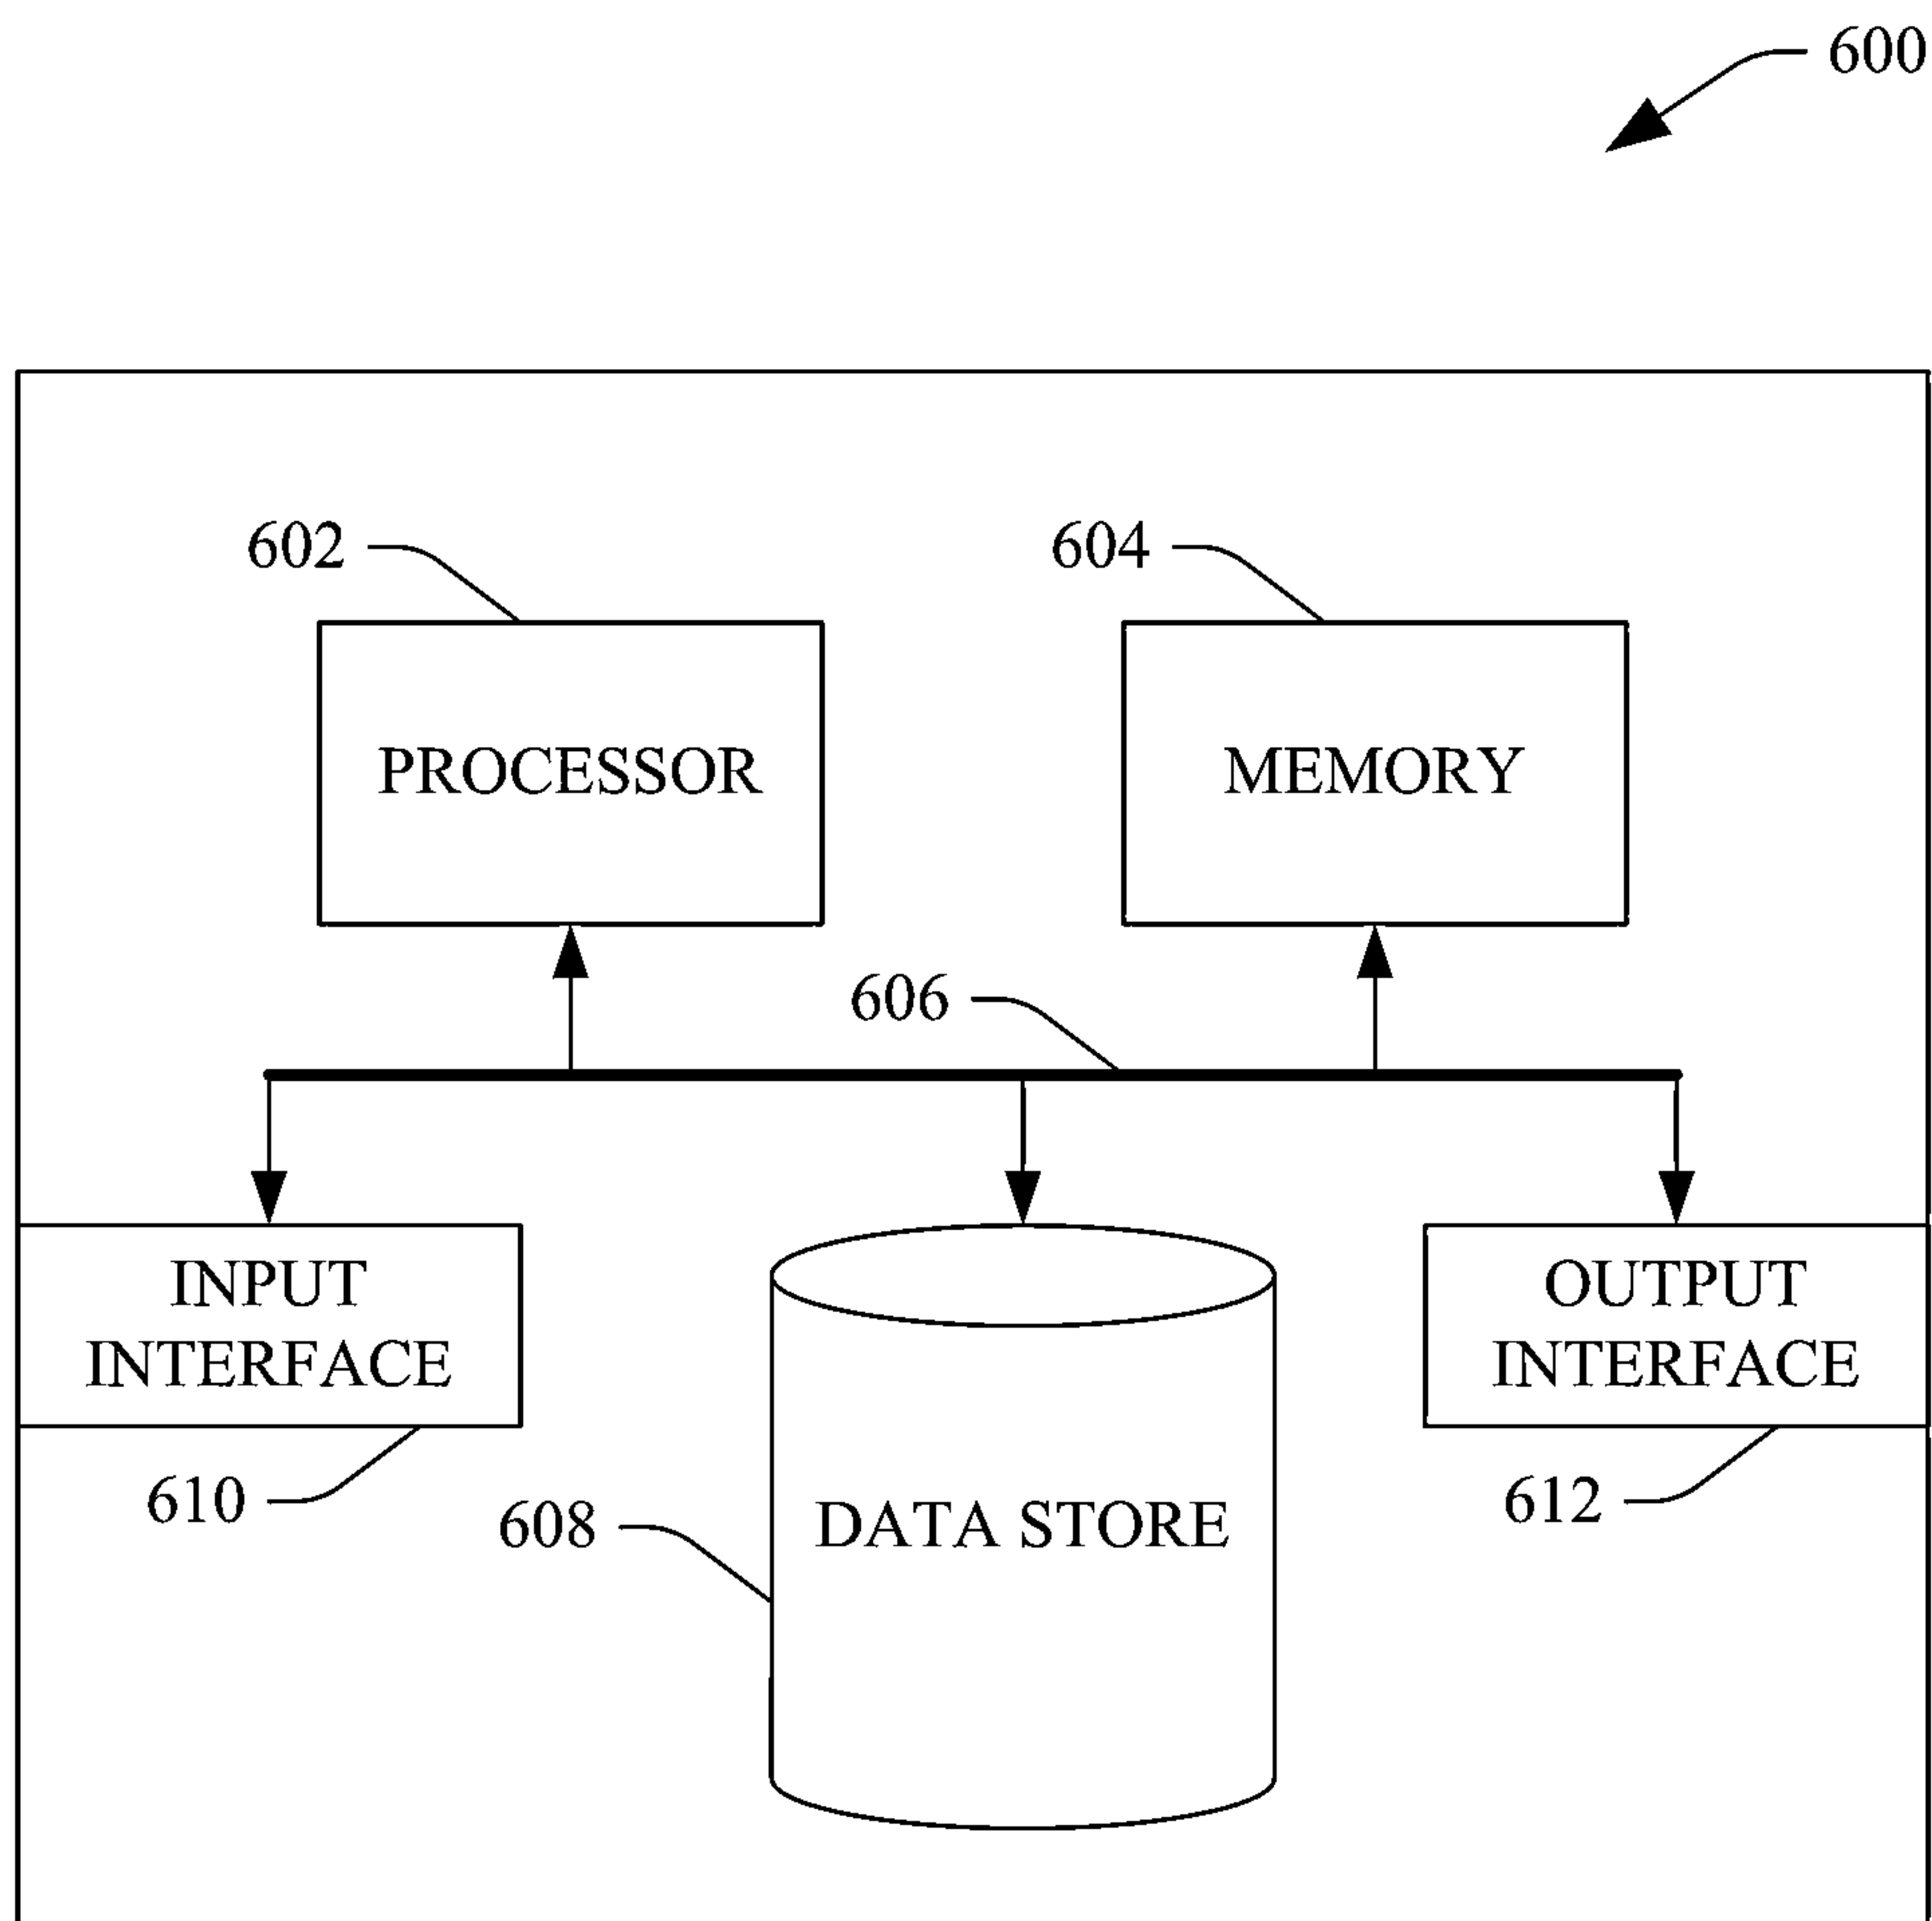 600
602
604
PROCESSOR
MEMORY
606
INPUT
INTERFACE
OUTPUT
INTERFACE
610
608
DATA STORE
612